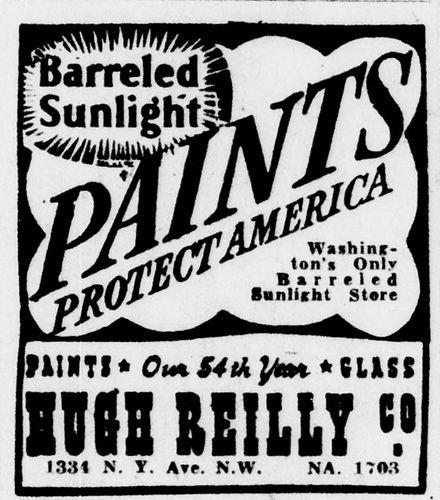 Barreled
Sunlight
PAINTS
PROTECT AMERICA
Washing-
ton's Only
Barreled
Sunlight Store
PAINTS ★ Our 54th Year ★ GLASS
HUGH REILLY CO.
1334 N. Y. Ave. N.W. NA. 1703